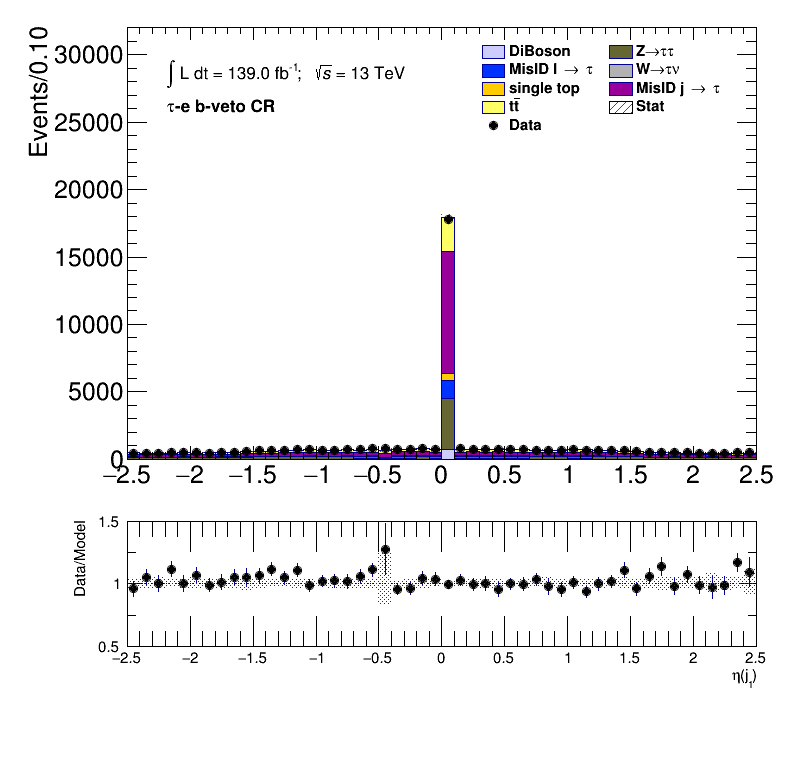 Events/0.10
30000
25000
20000
15000
10000
5000
0
∫ L dt = 139.0 fb⁻¹; √s = 13 TeV
τ-e b-veto CR
DiBoson
MisID l → τ
single top
tt̄
Data
Z→ττ
W→τν
MisID j → τ
Stat
−2.5 −2 −1.5 −1 −0.5 0 0.5 1 1.5 2 2.5
Data/Model
1.5
1
0.5
−2.5 −2 −1.5 −1 −0.5 0 0.5 1 1.5 2 2.5
η(j₁)